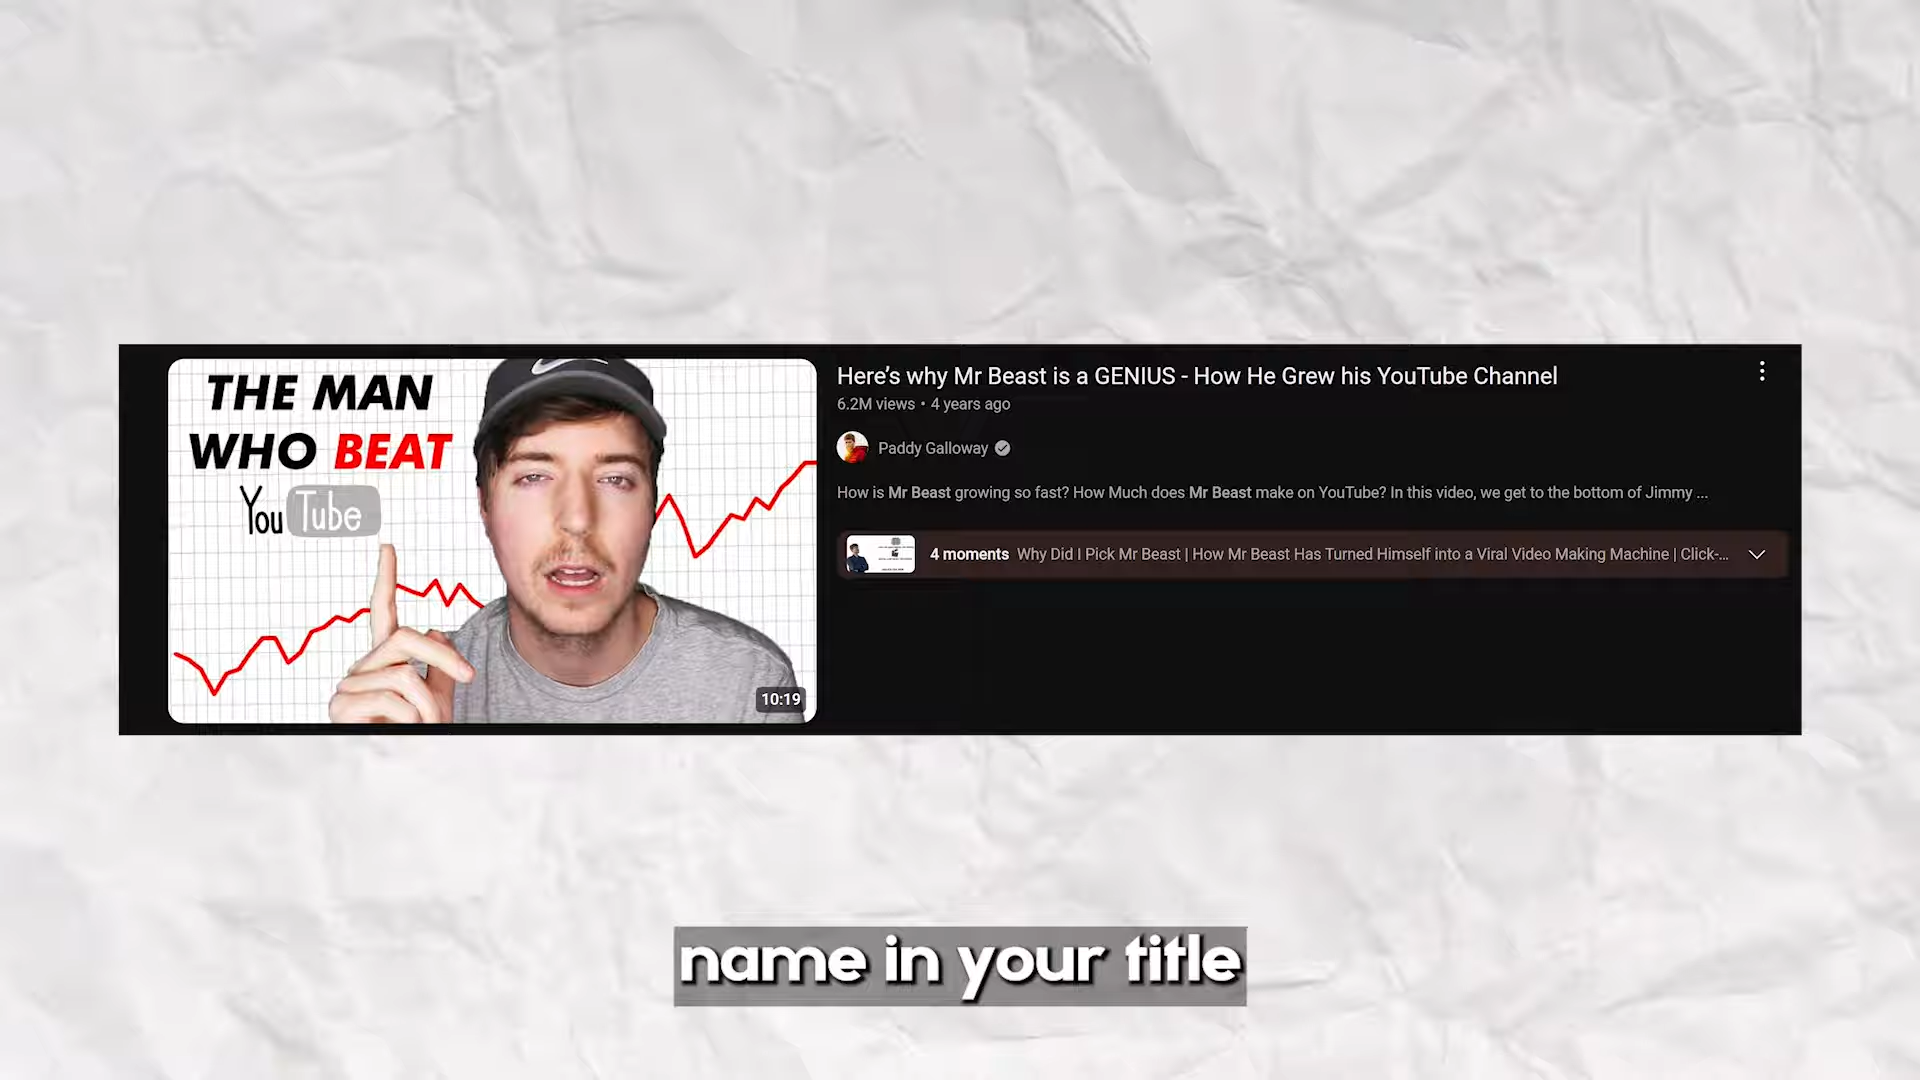 THE MAN
WHO BEAT
YouTube
10:19
Here’s why Mr Beast is a GENIUS - How He Grew his YouTube Channel
6.2M views • 4 years ago
Paddy Galloway
How is Mr Beast growing so fast? How Much does Mr Beast make on YouTube? In this video, we get to the bottom of Jimmy ...
4 moments Why Did I Pick Mr Beast | How Mr Beast Has Turned Himself into a Viral Video Making Machine | Click-...
name in your title